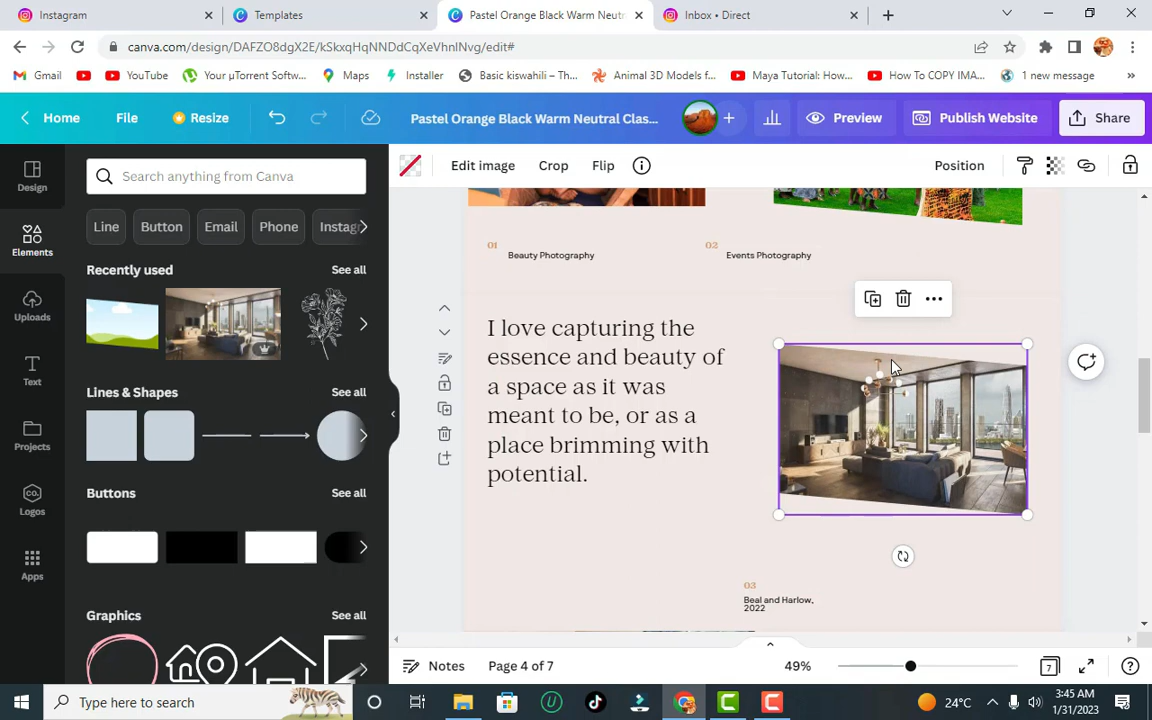 Instagram
Templates
Pastel Orange Black Warm Neutr
Inbox • Direct
canva.com/design/DAFZO8dgX2E/kSkxqHqNNDdCqXeVhnINvg/edit#
Gmail
YouTube
Your µTorrent Softw...
Maps
Installer
Basic kiswahili – Th...
Animal 3D Models f...
Maya Tutorial: How...
How To COPY IMA...
1 new message
Home
File
Resize
Pastel Orange Black Warm Neutral Clas...
Preview
Publish Website
Share
Design
Elements
Uploads
Text
Projects
Logos
CO.
Apps
Search anything from Canva
Line
Button
Email
Phone
Instag
Recently used
See all
Lines & Shapes
See all
Buttons
See all
Graphics
See all
Edit image
Crop
Flip
Position
01
Beauty Photography
02
Events Photography
I love capturing the
essence and beauty of
a space as it was
meant to be, or as a
place brimming with
potential.
03
Beal and Harlow,
2022
Notes
Page 4 of 7
49%
7
Type here to search
24°C
3:45 AM
1/31/2023